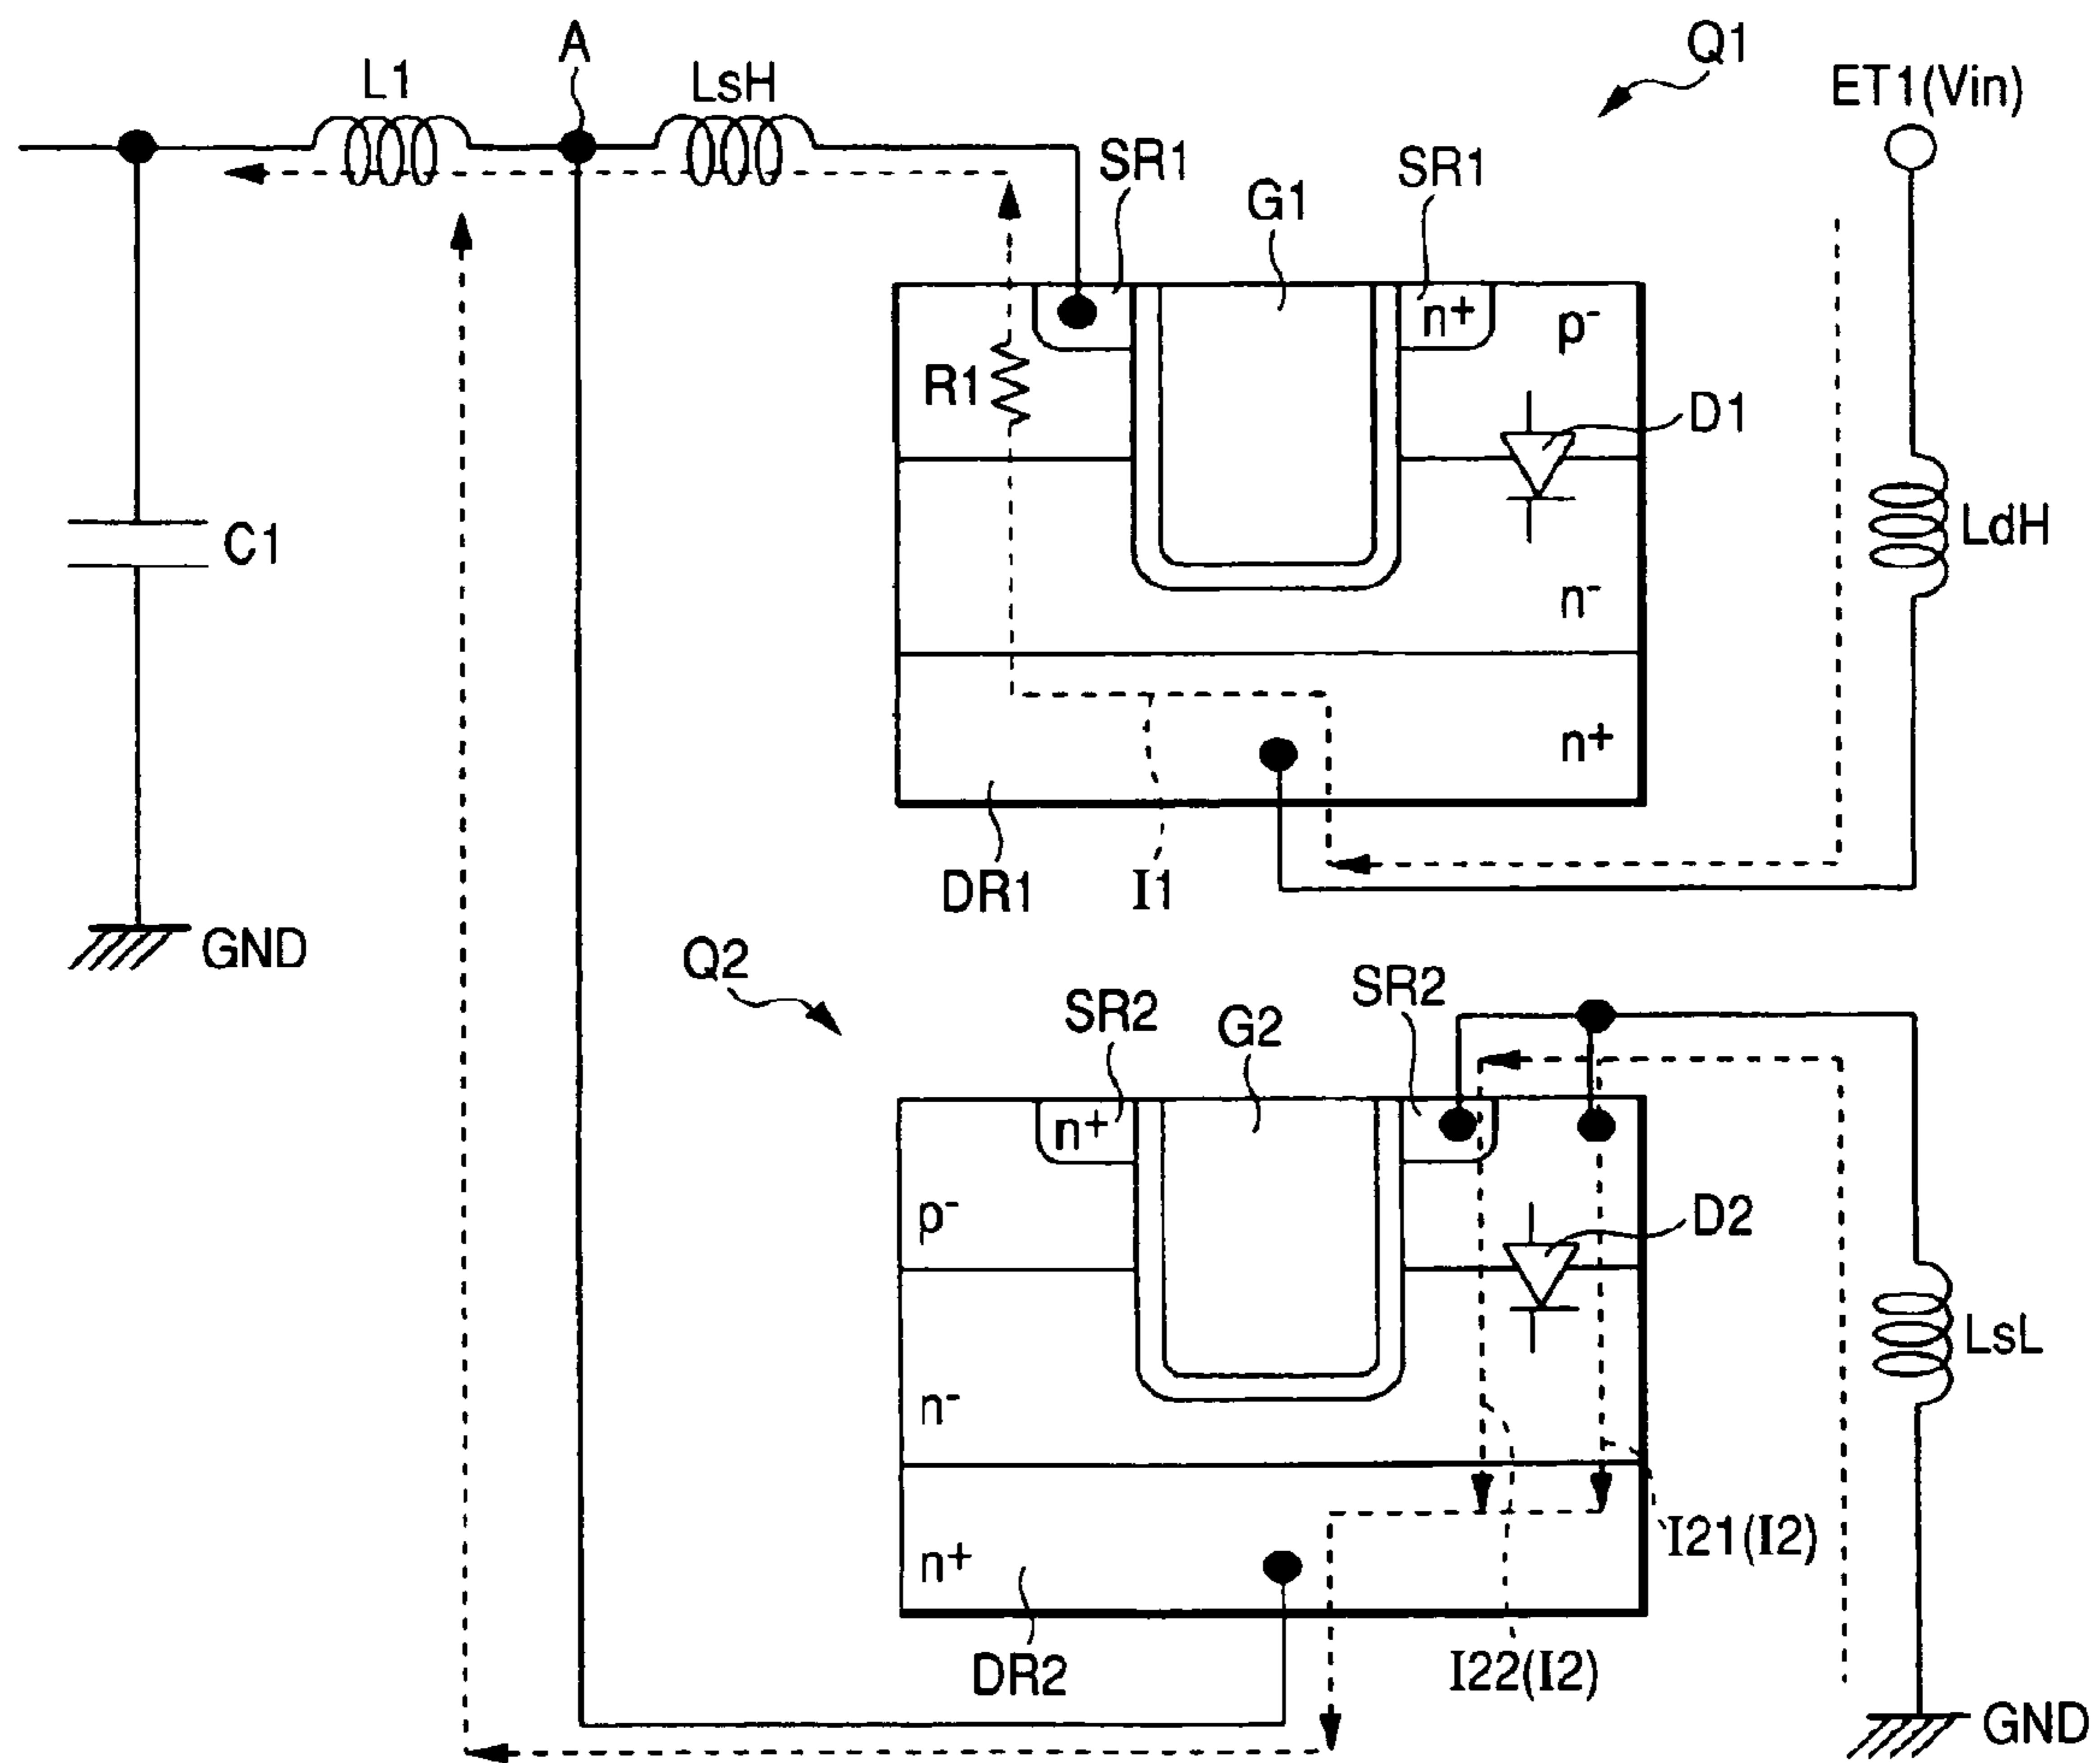 A
Q1
L1
LsH
ET1(Vin)
SR1
SR1
G1
n+
p-
R1
D1
C1
LdH
n-
n+
DR1
I1
GND
Q2
SR2
SR2
G2
n+
p-
D2
LsL
n-
I21(I2)
n+
DR2
I22(I2)
GND